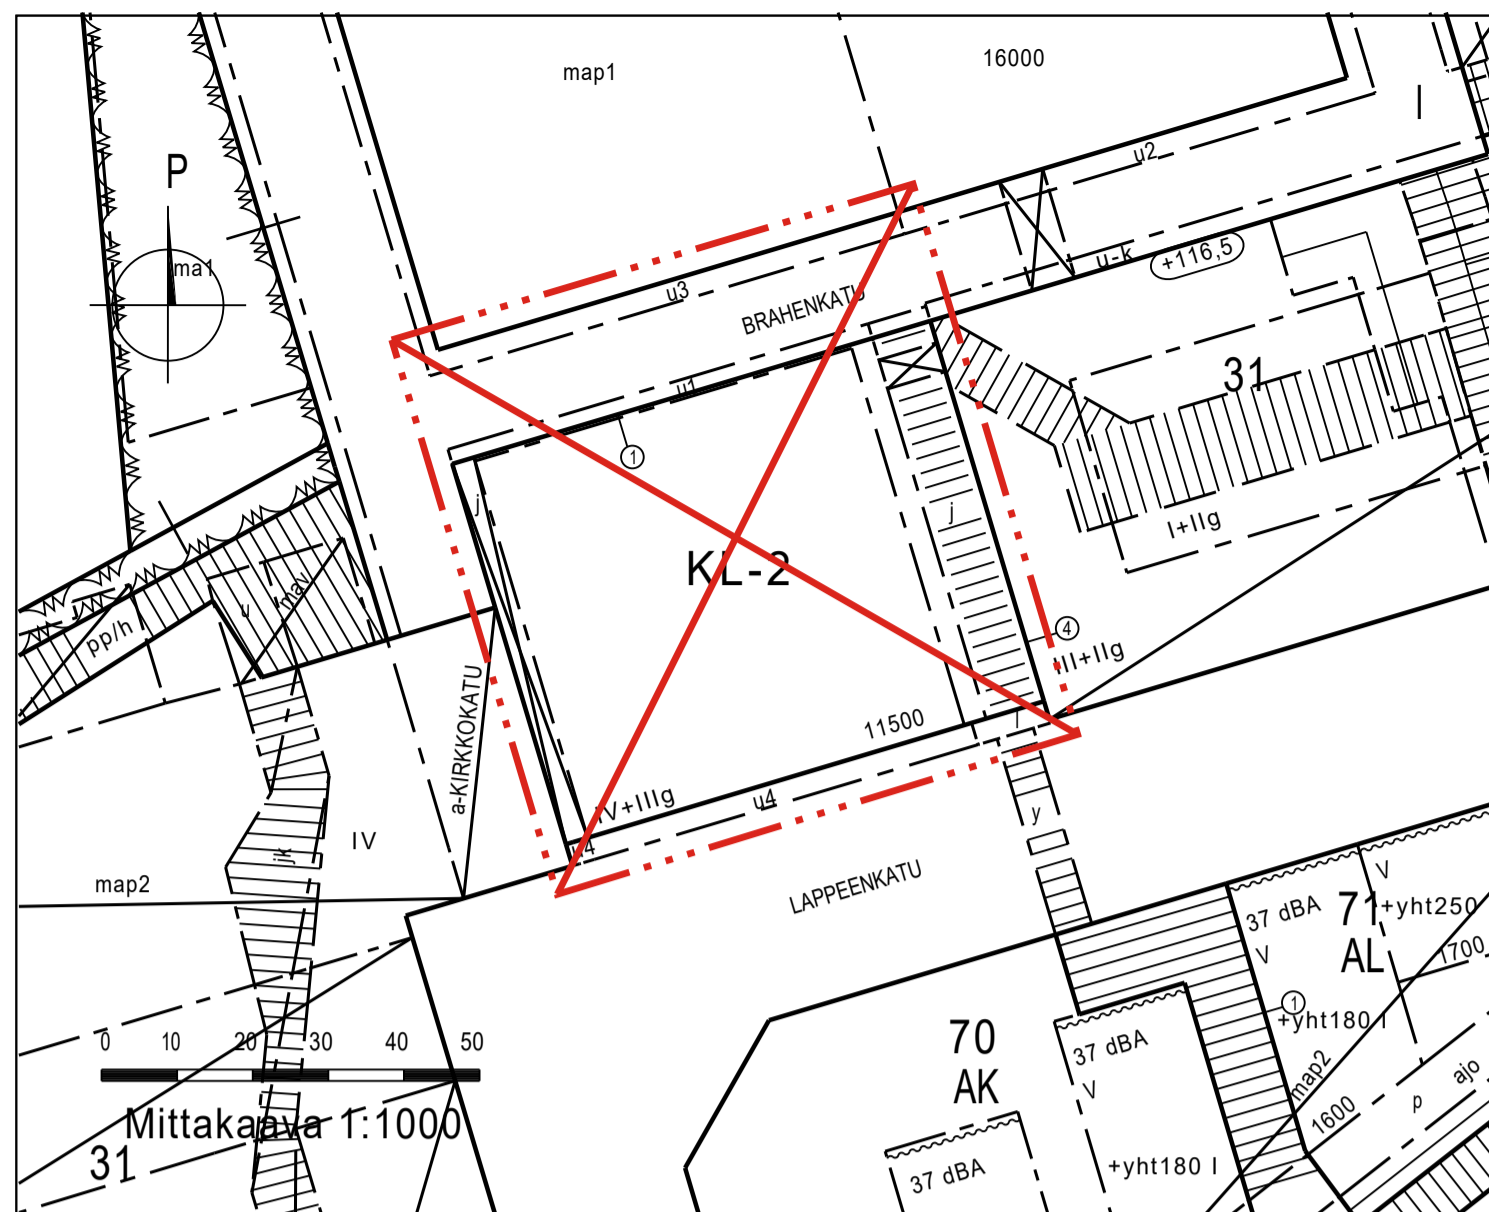 map1
16000
I
u2
P
ma1
u-k
+116,5
u3
BRAHENKATU
31
u1
1
j
j
I+IIg
KL-2
u
mav
pp/h
4
III+IIg
a-KIRKKOKATU
11500
l
IV+IIIg
u4
u4
y
IV
jk
map2
LAPPEENKATU
V
37 dBA
71
+yht250
V
AL
1700
1
+yht180 I
0 10 20 30 40 50
70
37 dBA
AK
V
map2
ajo
p
1600
Mittakaava 1:1000
31
37 dBA
+yht180 I